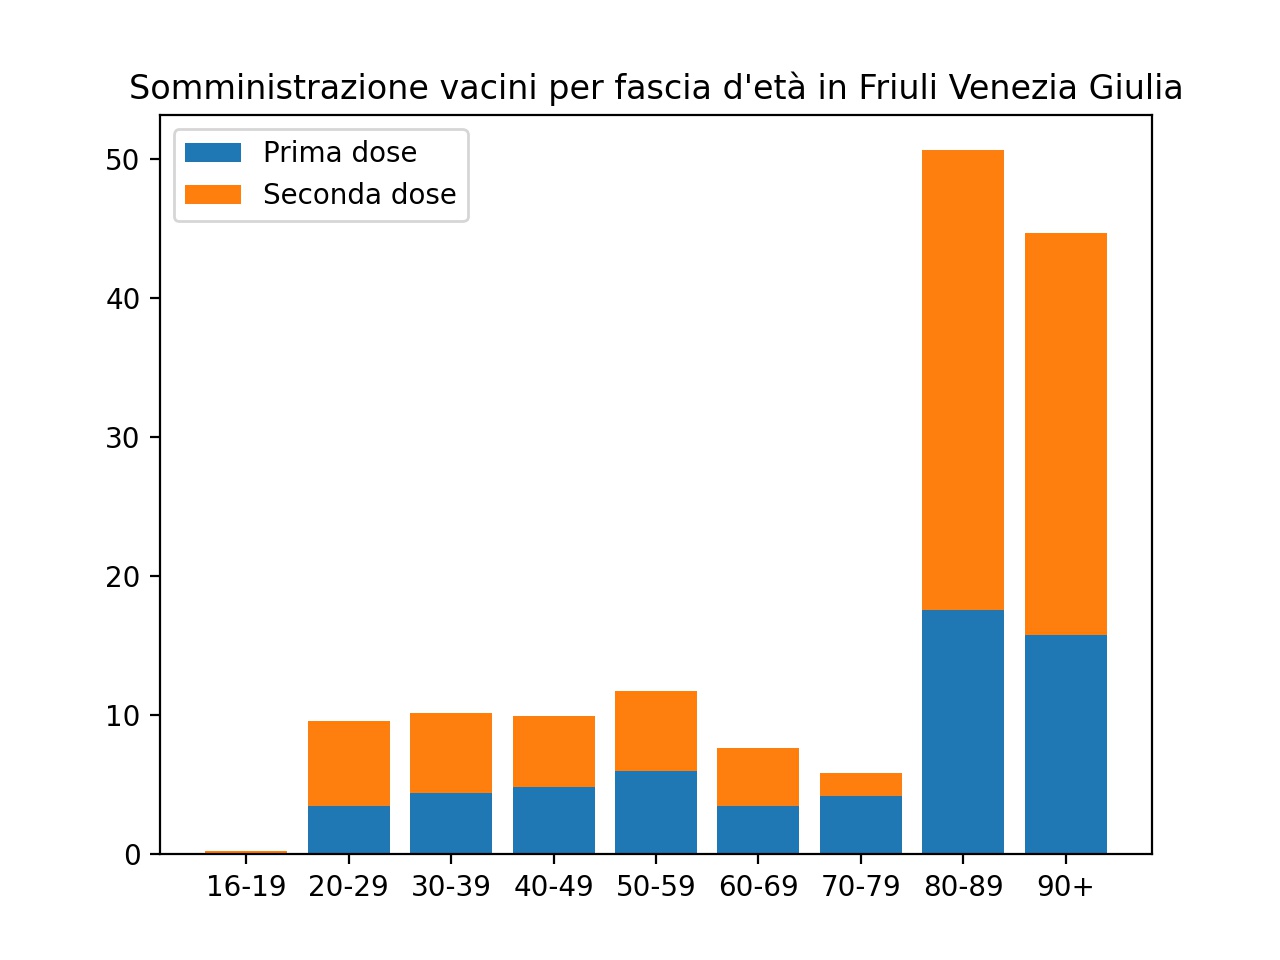 Somministrazione vacini per fascia d'età in Friuli Venezia Giulia
Prima dose
Seconda dose
50
40
30
20
10
0
16-19 20-29 30-39 40-49 50-59 60-69 70-79 80-89 90+